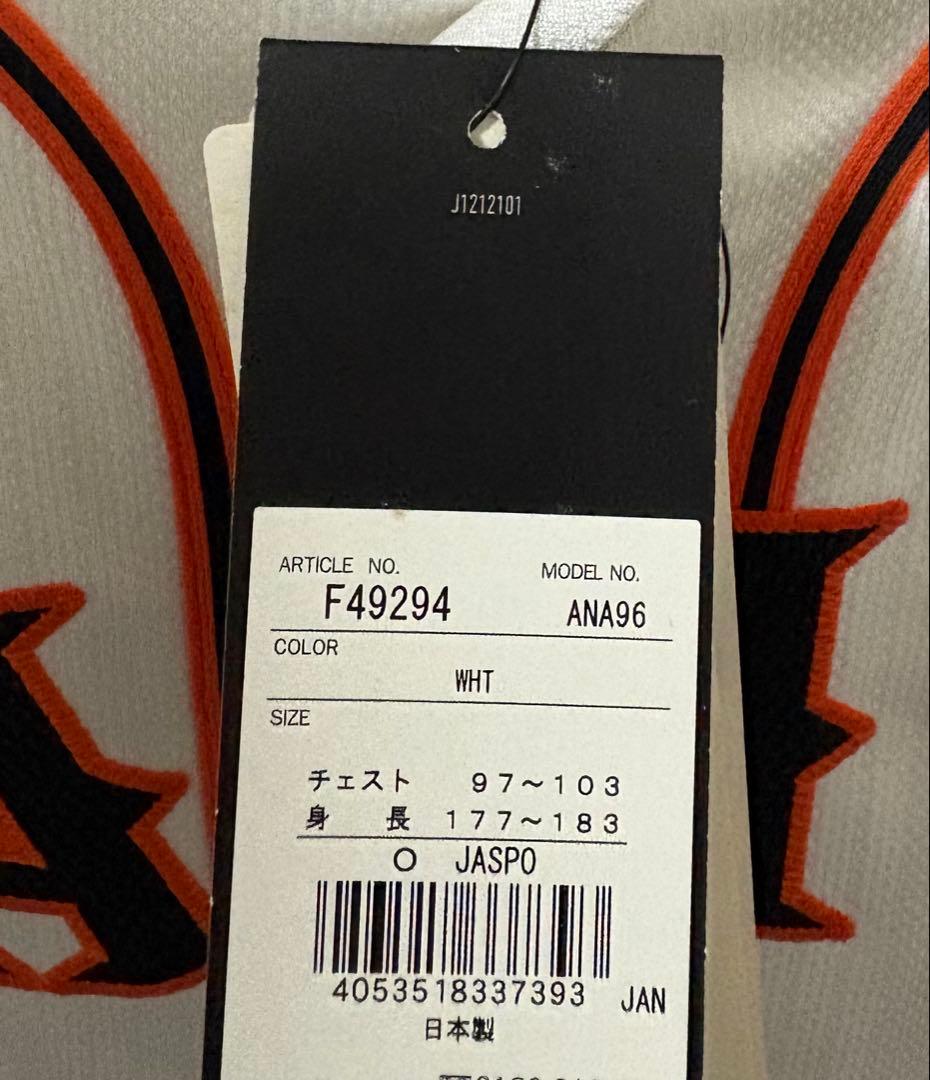 J1212101
ARTICLE NO. MODEL NO.
F49294 ANA96
COLOR
WHT
SIZE
チェスト 97~103
身 長 177~183
O JASPO
4053518337393 JAN
日本製